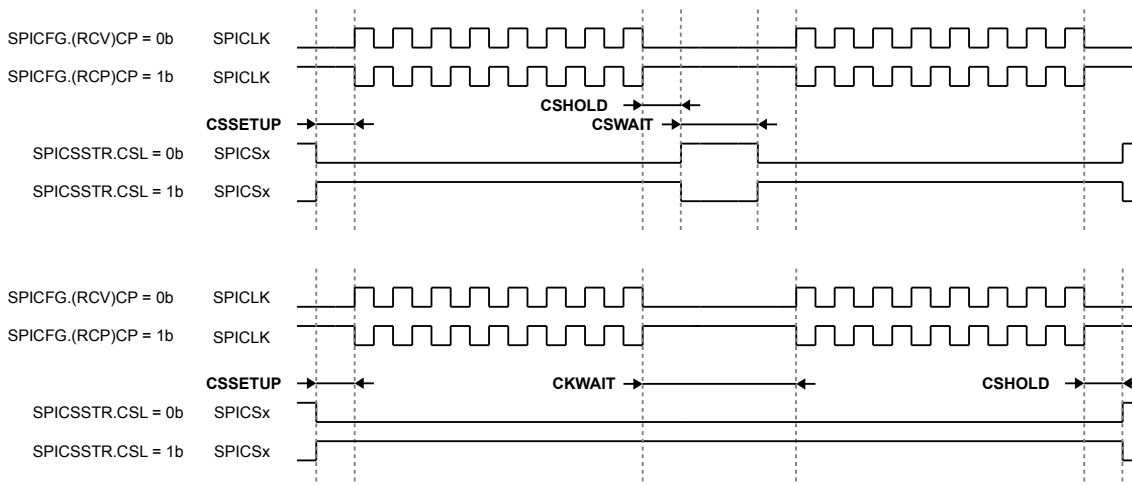 SPICFG.(RCV)CP = 0b SPICLK
SPICFG.(RCP)CP = 1b SPICLK
CSHOLD
CSSETUP CSWAIT
SPICSSTR.CSL = 0b SPICSx
SPICSSTR.CSL = 1b SPICSx
SPICFG.(RCV)CP = 0b SPICLK
SPICFG.(RCP)CP = 1b SPICLK
CSSETUP CKWAIT CSHOLD
SPICSSTR.CSL = 0b SPICSx
SPICSSTR.CSL = 1b SPICSx